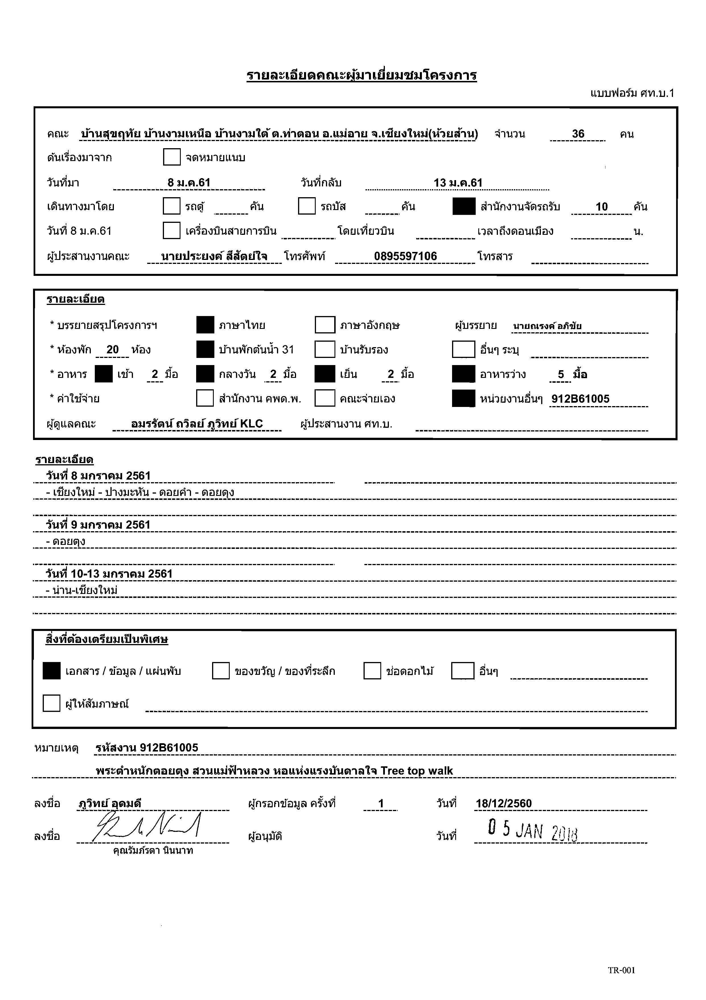 รายละเอียดคณะผู้มาเยี่ยมชมโครงการ
แบบฟอร์ม ศท.บ.1
คณะ บ้านสุขฤทัย บ้านงามเหนือ บ้านงามใต้ ต.ท่าตอน อ.แม่อาย จ.เชียงใหม่(ห้วยส้าน) จำนวน 36 คน
ต้นเรื่องมาจาก จดหมายแนบ
วันที่มา 8 ม.ค.61 วันที่กลับ 13 ม.ค.61
เดินทางมาโดย รถตู้ คัน รถบัส คัน สำนักงานจัดรถรับ 10 คัน
วันที่ 8 ม.ค.61 เครื่องบินสายการบิน โดยเที่ยวบิน เวลาถึงดอนเมือง น.
ผู้ประสานงานคณะ นายประยงค์ สีสัตย์ใจ โทรศัพท์ 0895597106 โทรสาร
รายละเอียด
* บรรยายสรุปโครงการฯ ภาษาไทย ภาษาอังกฤษ ผู้บรรยาย นายณรงค์ อภิชัย
* ห้องพัก 20 ห้อง บ้านพักต้นน้ำ 31 บ้านรับรอง อื่นๆ ระบุ
* อาหาร เช้า 2 มื้อ กลางวัน 2 มื้อ เย็น 2 มื้อ อาหารว่าง 5 มื้อ
* ค่าใช้จ่าย สำนักงาน คพด.พ. คณะจ่ายเอง หน่วยงานอื่นๆ 912B61005
ผู้ดูแลคณะ อมรรัตน์ ถวิลย์ ภูวิทย์ KLC ผู้ประสานงาน ศท.บ.
รายละเอียด
วันที่ 8 มกราคม 2561
- เชียงใหม่ - ปางมะหัน - ดอยคำ - ดอยตุง
วันที่ 9 มกราคม 2561
- ดอยตุง
วันที่ 10-13 มกราคม 2561
- น่าน-เชียงใหม่
สิ่งที่ต้องเตรียมเป็นพิเศษ
เอกสาร / ข้อมูล / แผ่นพับ ของขวัญ / ของที่ระลึก ช่อดอกไม้ อื่นๆ
ผู้ให้สัมภาษณ์
หมายเหตุ รหัสงาน 912B61005
พระตำหนักดอยตุง สวนแม่ฟ้าหลวง หอแห่งแรงบันดาลใจ Tree top walk
ลงชื่อ ภูวิทย์ อุดมดี ผู้กรอกข้อมูล ครั้งที่ 1 วันที่ 18/12/2560
ลงชื่อ ผู้อนุมัติ วันที่ 05 JAN 2018
คุณรัมภ์รดา นินนาท
TR-001